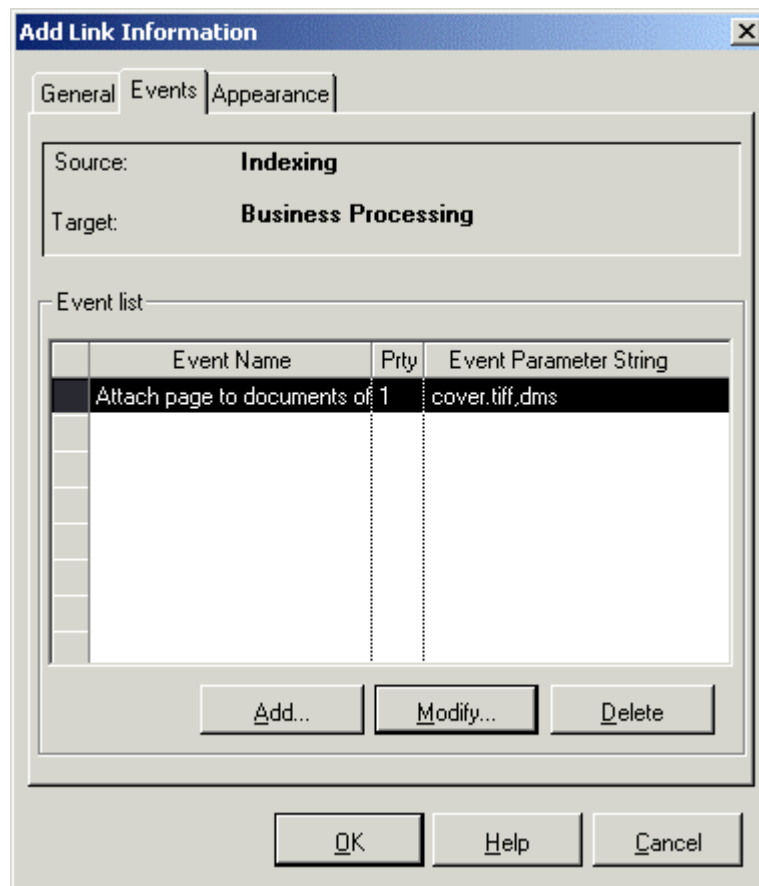 Add Link Information
General Events Appearance
Source: Indexing
Target: Business Processing
Event list
Event Name Prty Event Parameter String
Attach page to documents of 1 cover.tiff,dms
Add... Modify... Delete
OK Help Cancel